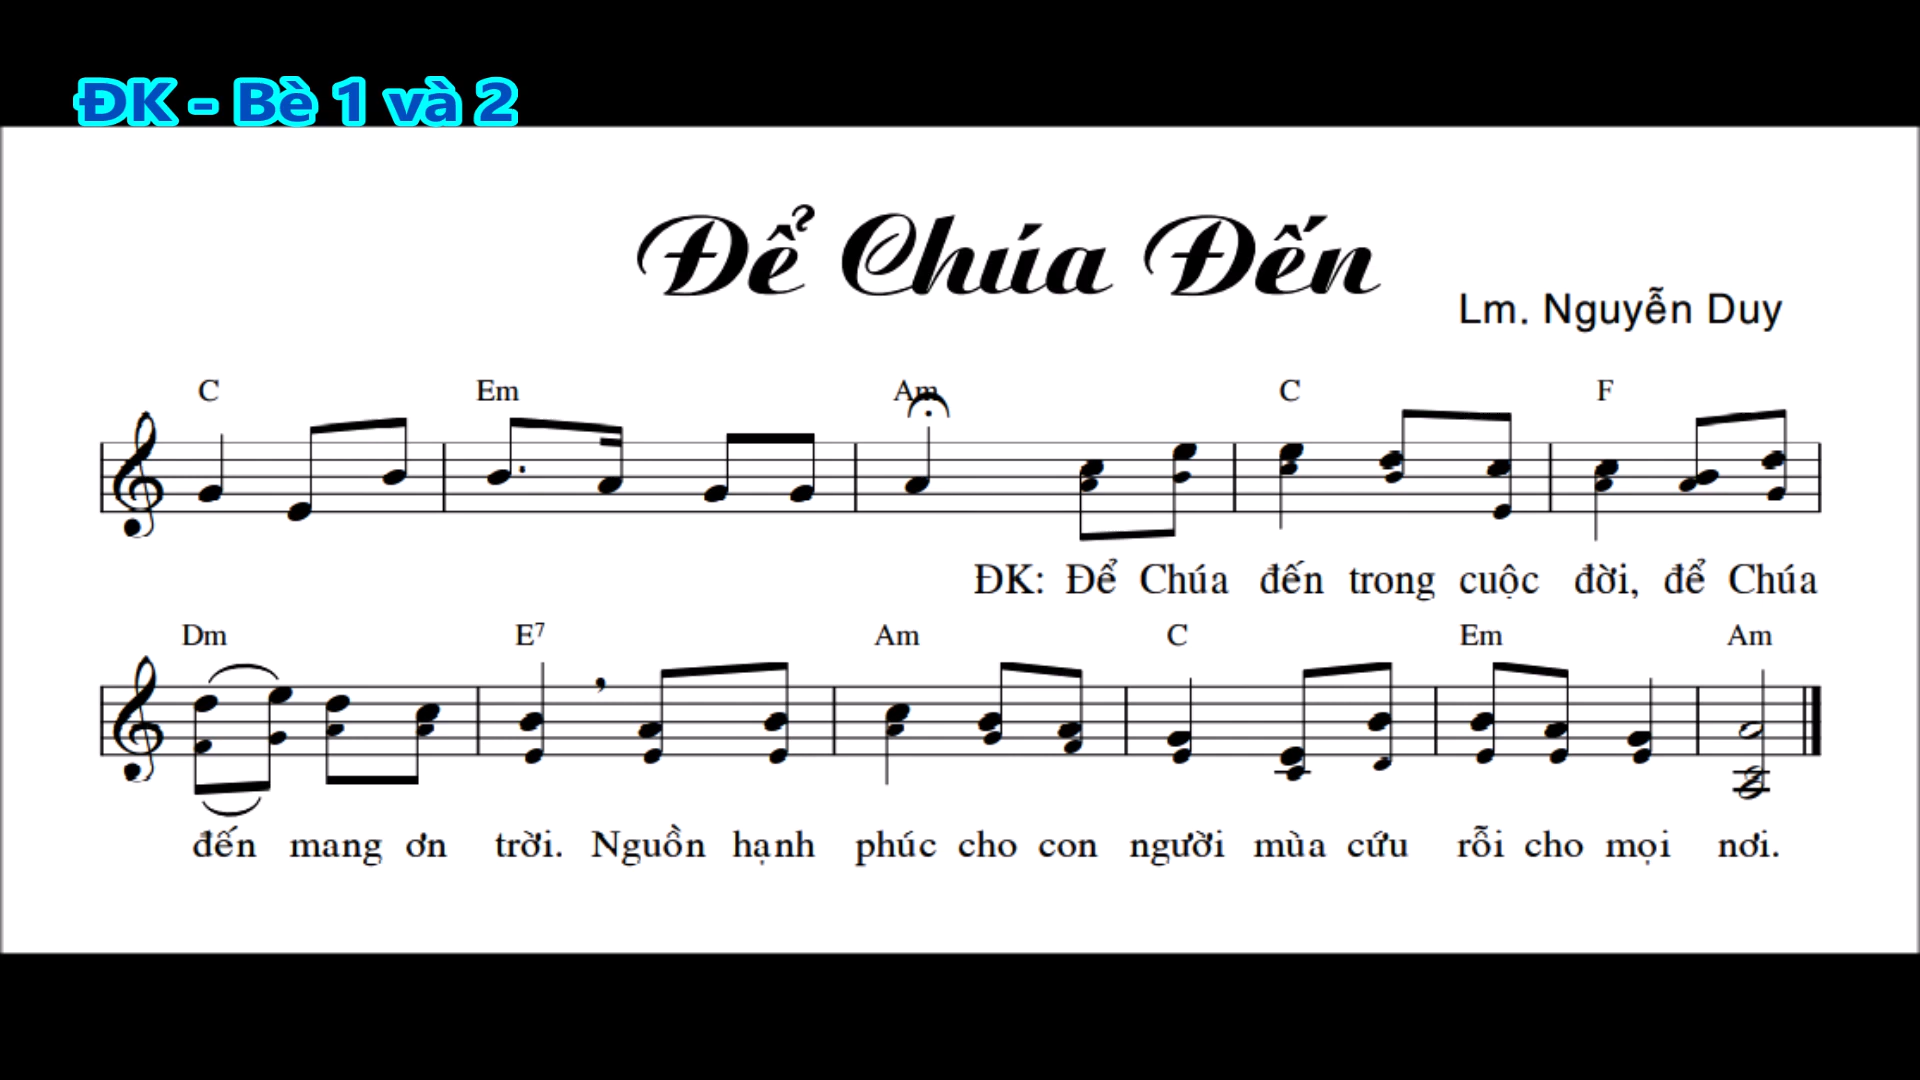 ĐK - Bè 1 và 2
Để Chúa Đến
Lm. Nguyễn Duy
C Em Am C F
ĐK: Để Chúa đến trong cuộc đời, để Chúa
Dm E7 Am C Em Am
đến mang ơn trời. Nguồn hạnh phúc cho con người mùa cứu rỗi cho mọi nơi.